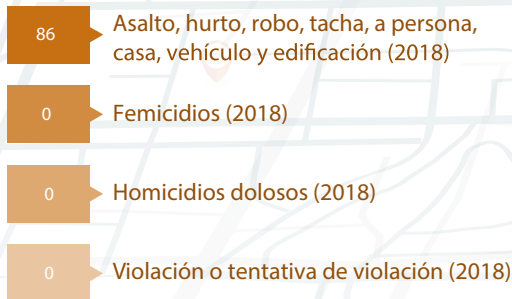 86
Asalto, hurto, robo, tacha, a persona,
casa, vehículo y edificación (2018)
0
Femicidios (2018)
0
Homicidios dolosos (2018)
0
Violación o tentativa de violación (2018)